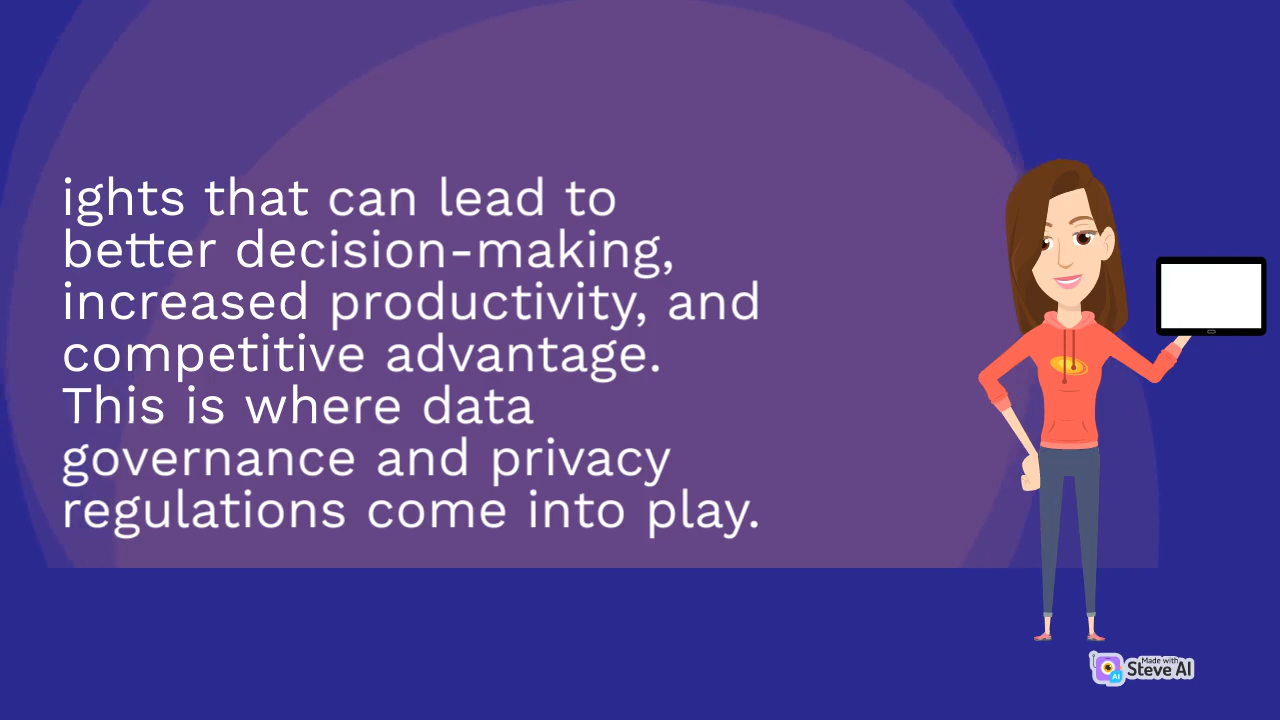 ights that can lead to
better decision-making,
increased productivity, and
competitive advantage.
This is where data
governance and privacy
regulations come into play.
Made with
Steve AI
AI